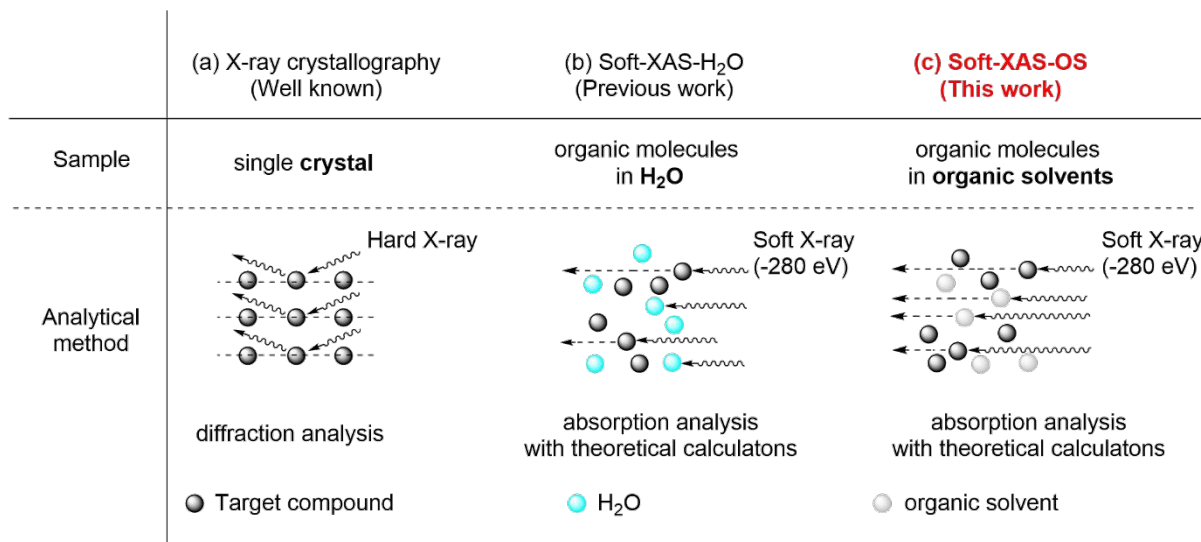 (a) X-ray crystallography
(Well known)
(b) Soft-XAS-H₂O
(Previous work)
(c) Soft-XAS-OS
(This work)
Sample
single crystal
organic molecules
in H₂O
organic molecules
in organic solvents
Analytical
method
Hard X-ray
Soft X-ray
(-280 eV)
Soft X-ray
(-280 eV)
diffraction analysis
absorption analysis
with theoretical calculatons
absorption analysis
with theoretical calculatons
Target compound
H₂O
organic solvent